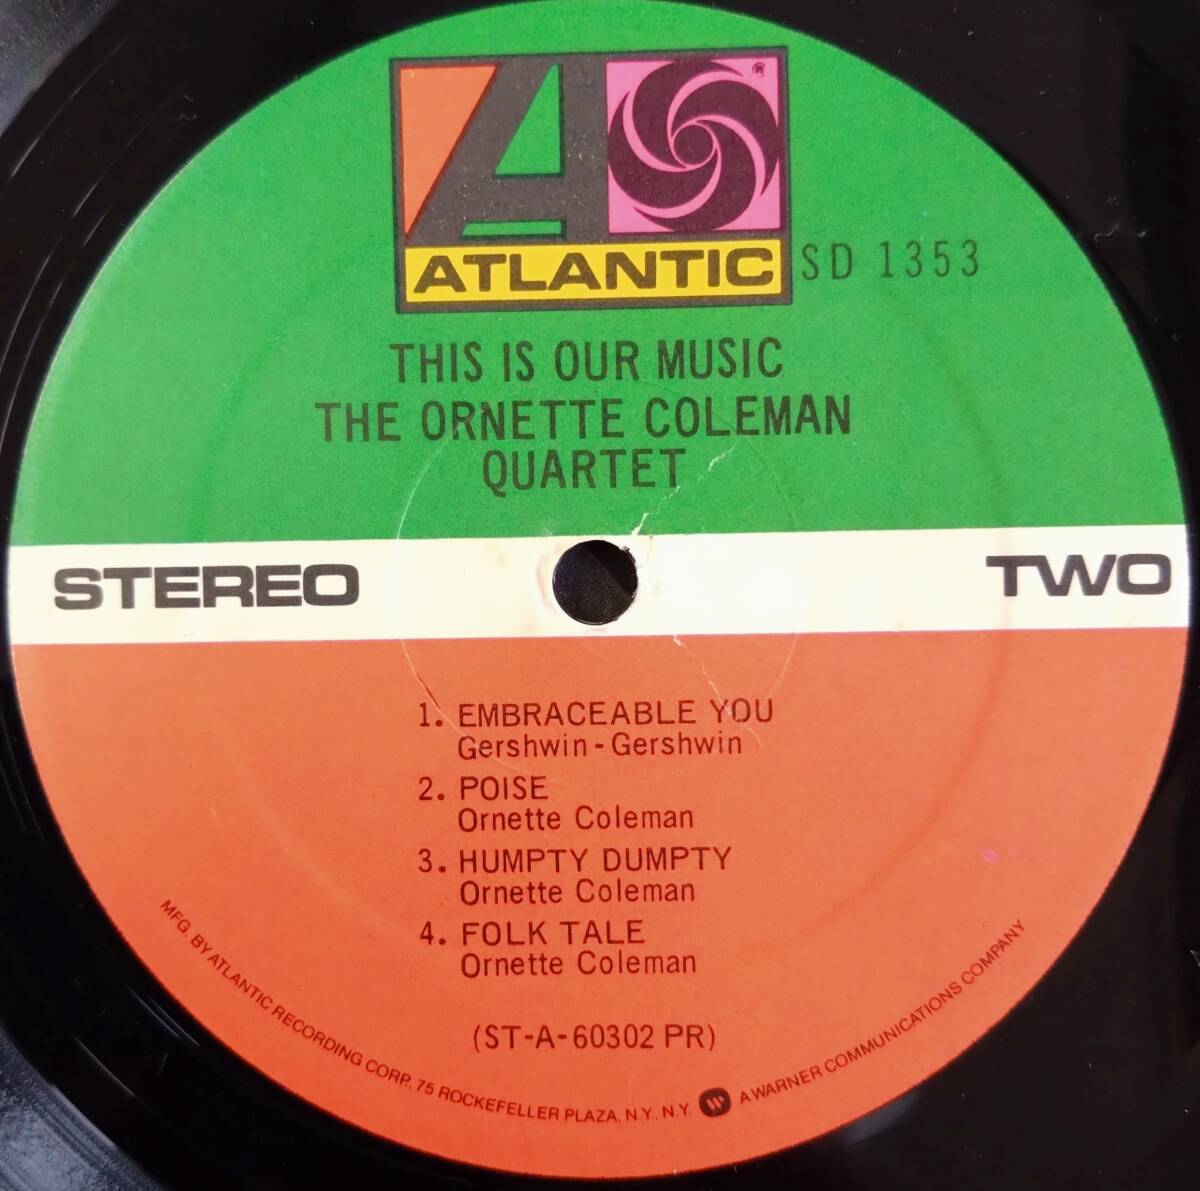 ATLANTIC
SD 1353
THIS IS OUR MUSIC
THE ORNETTE COLEMAN
QUARTET
STEREO
TWO
1. EMBRACEABLE YOU
Gershwin - Gershwin
2. POISE
Ornette Coleman
3. HUMPTY DUMPTY
Ornette Coleman
4. FOLK TALE
Ornette Coleman
(ST-A-60302 PR)
MFG. BY ATLANTIC RECORDING CORP., 75 ROCKEFELLER PLAZA, N.Y., N.Y. A WARNER COMMUNICATIONS COMPANY